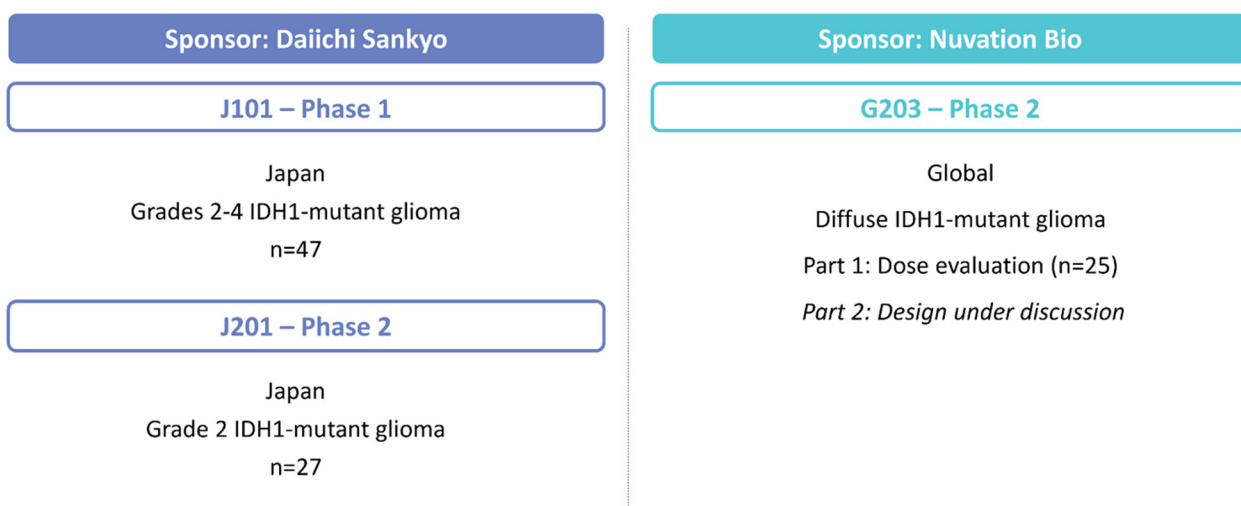 Sponsor: Daiichi Sankyo
J101 – Phase 1
Japan
Grades 2-4 IDH1-mutant glioma
n=47
J201 – Phase 2
Japan
Grade 2 IDH1-mutant glioma
n=27
Sponsor: Nuvation Bio
G203 – Phase 2
Global
Diffuse IDH1-mutant glioma
Part 1: Dose evaluation (n=25)
Part 2: Design under discussion